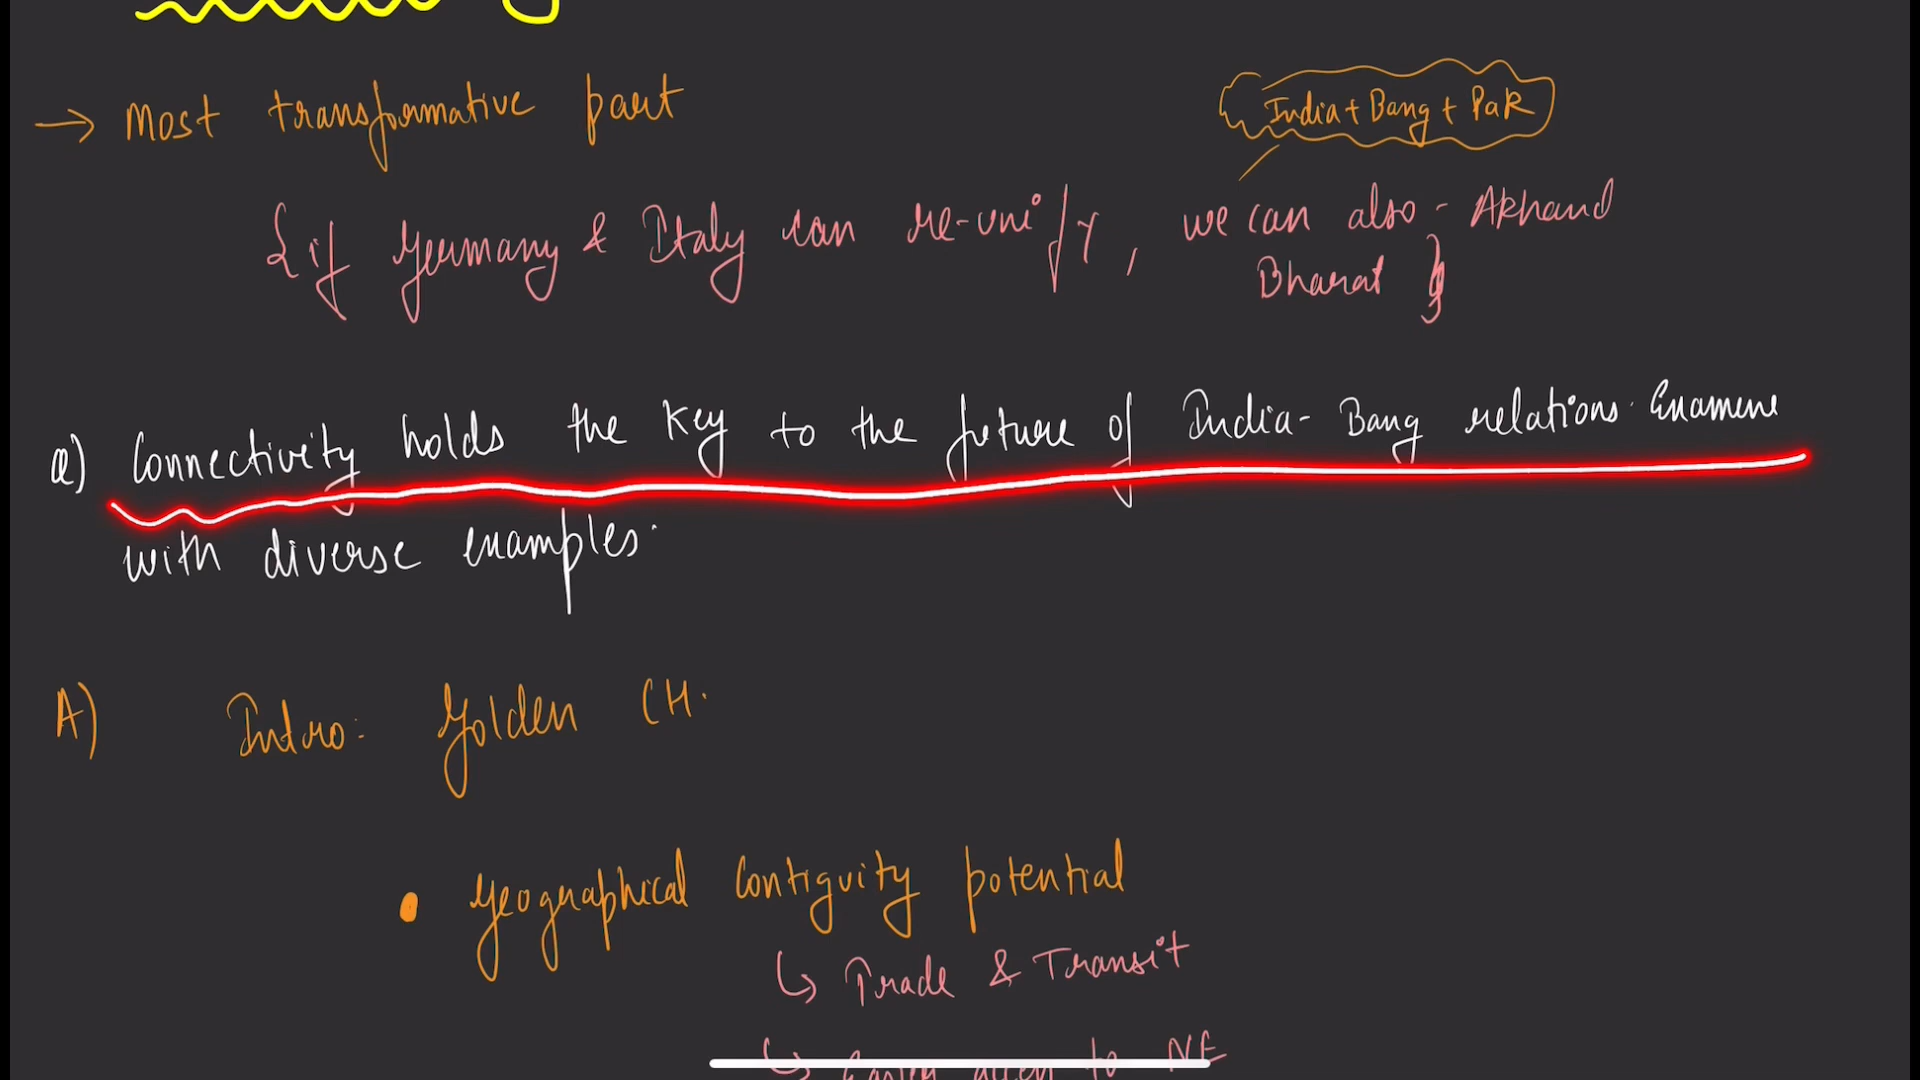 → Most transformative part
India + Bang + Pak
{if Germany & Italy can re-unify, we can also - Akhand
Bharat}
Q) Connectivity holds the key to the future of India - Bang relations. Examine
with diverse examples.
A) Intro: Golden CH.
• Geographical Contiguity potential
↳ Trade & Transit
↳ to NE